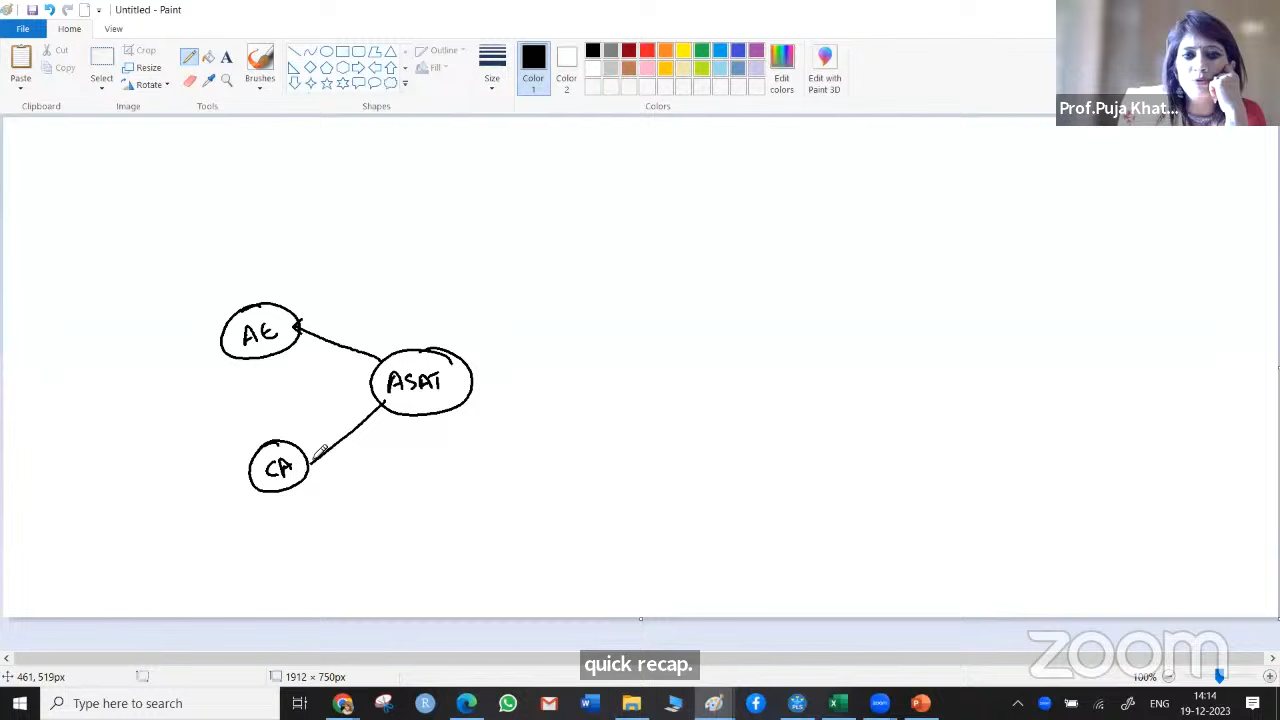 Untitled - Paint
File
Home
View
Paste
Cut
Copy
Clipboard
Select
Crop
Resize
Rotate
Image
Tools
Brushes
Outline
Fill
Shapes
Size
Color 1
Color 2
Edit colors
Colors
Edit with Paint 3D
Prof.Puja Khat...
AE
ASAT
CA
quick recap.
zoom
461, 519px
1912 × 750px
100%
Type here to search
ENG
14:14
19-12-2023